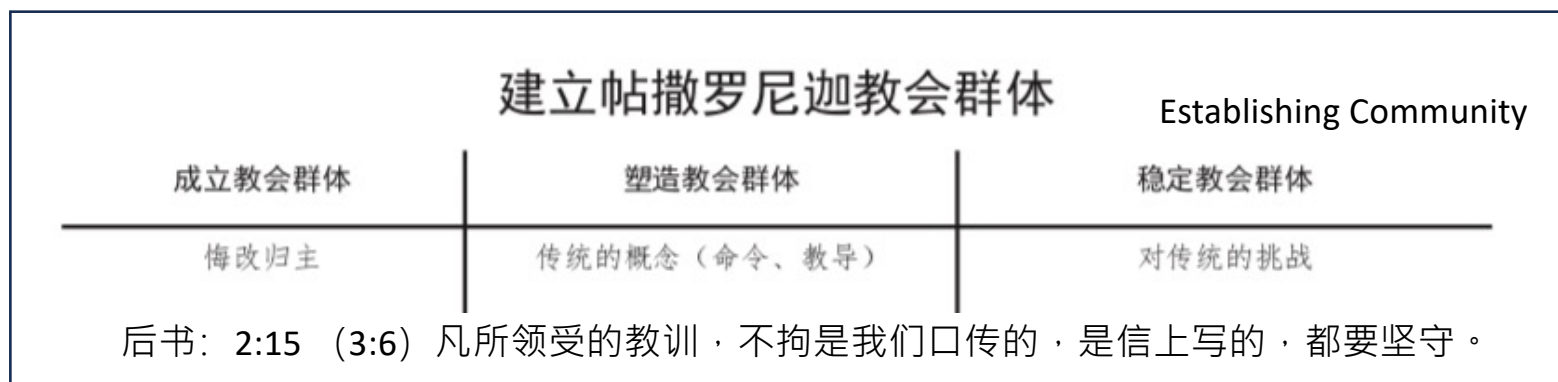 建立帖撒罗尼迦教会群体
Establishing Community
成立教会群体 塑造教会群体 稳定教会群体
悔改归主 传统的概念（命令、教导） 对传统的挑战
后书：2:15 （3:6）凡所领受的教训，不拘是我们口传的，是信上写的，都要坚守。